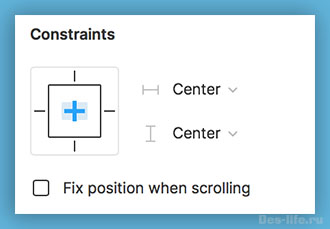 Constraints
Center
Center
Fix position when scrolling
Des-life.ru